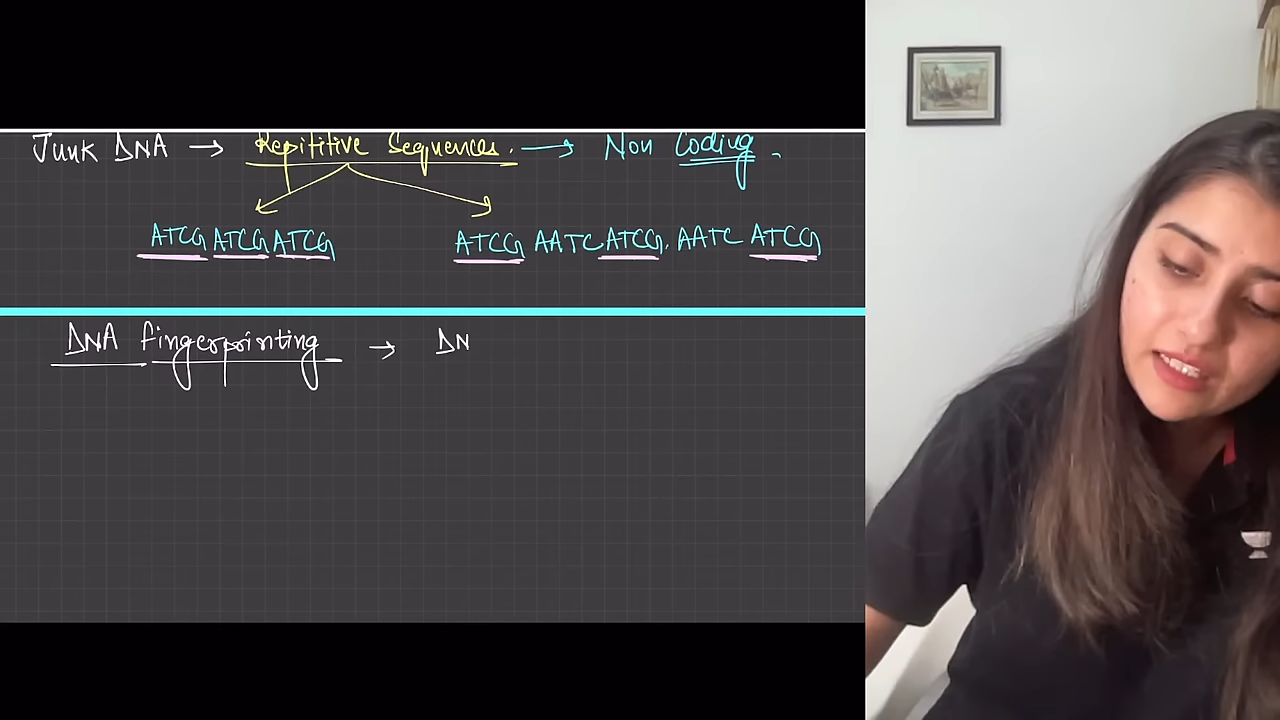 Junk DNA → Repititive Sequences. → Non Coding.
ATCG ATCG ATCG ATCG AATC ATCG. AATC ATCG
DNA fingerprinting → DN